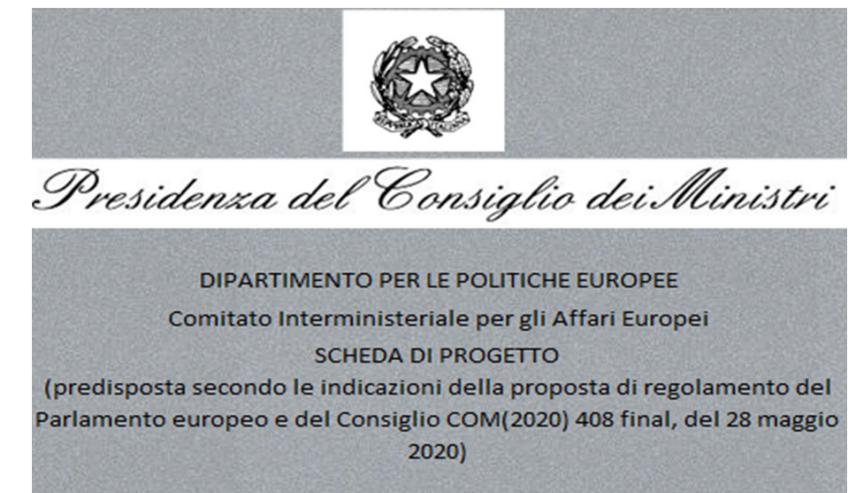 REPUBBLICA ITALIANA
Presidenza del Consiglio dei Ministri
DIPARTIMENTO PER LE POLITICHE EUROPEE
Comitato Interministeriale per gli Affari Europei
SCHEDA DI PROGETTO
(predisposta secondo le indicazioni della proposta di regolamento del
Parlamento europeo e del Consiglio COM(2020) 408 final, del 28 maggio
2020)